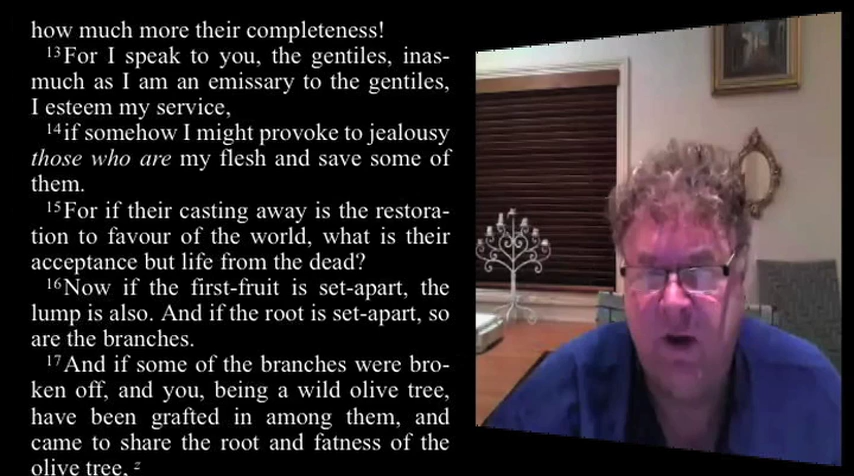 how much more their completeness!
13For I speak to you, the gentiles, inas-
much as I am an emissary to the gentiles,
I esteem my service,
14if somehow I might provoke to jealousy
those who are my flesh and save some of
them.
15For if their casting away is the restora-
tion to favour of the world, what is their
acceptance but life from the dead?
16Now if the first-fruit is set-apart, the
lump is also. And if the root is set-apart, so
are the branches.
17And if some of the branches were bro-
ken off, and you, being a wild olive tree,
have been grafted in among them, and
came to share the root and fatness of the
olive tree, z